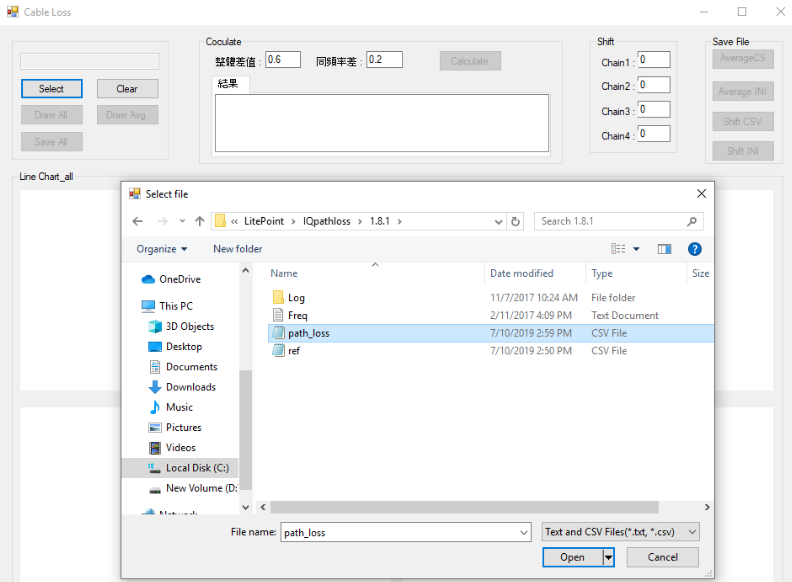 Cable Loss
Select
Clear
Draw All
Draw Avg.
Save All
Coculate
整體差值 : 0.6
同頻率差 : 0.2
Calculate
結果
Shift
Chain1 : 0
Chain2 : 0
Chain3 : 0
Chain4 : 0
Save File
AverageCS
Average INI
Shift CSV
Shift INI
Line Chart_all
Select file
« LitePoint › IQpathloss › 1.8.1 ›
Search 1.8.1
Organize
New folder
OneDrive
This PC
3D Objects
Desktop
Documents
Downloads
Music
Pictures
Videos
Local Disk (C:)
New Volume (D:
Network
Name Date modified Type Size
Log 11/7/2017 10:24 AM File folder
Freq 2/11/2017 4:09 PM Text Document
path_loss 7/10/2019 2:59 PM CSV File
ref 7/10/2019 2:50 PM CSV File
File name: path_loss
Text and CSV Files(*.txt, *.csv)
Open
Cancel